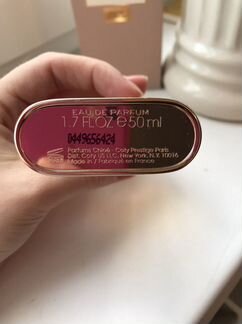 EAU DE PARFUM
1.7 FL OZ e 50 ml
0449656424
Parfums Chloé - Coty Prestige Paris
Dist. Coty US LLC, New York, N.Y. 10016
Made in / Fabriqué en France